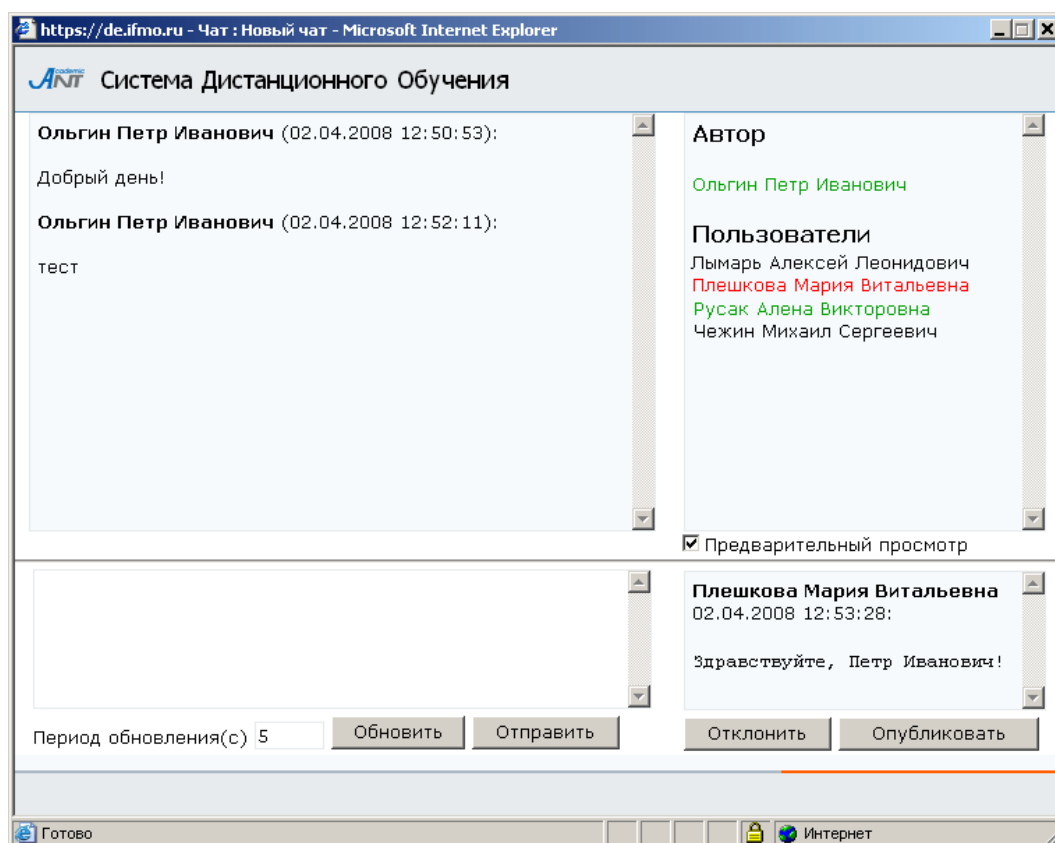 https://de.ifmo.ru - Чат : Новый чат - Microsoft Internet Explorer
Academic ANT Система Дистанционного Обучения
Ольгин Петр Иванович (02.04.2008 12:50:53):
Добрый день!
Ольгин Петр Иванович (02.04.2008 12:52:11):
тест
Автор
Ольгин Петр Иванович
Пользователи
Лымарь Алексей Леонидович
Плешкова Мария Витальевна
Русак Алена Викторовна
Чежин Михаил Сергеевич
Предварительный просмотр
Плешкова Мария Витальевна
02.04.2008 12:53:28:
Здравствуйте, Петр Иванович!
Период обновления(с) 5 Обновить Отправить
Отклонить Опубликовать
Готово Интернет